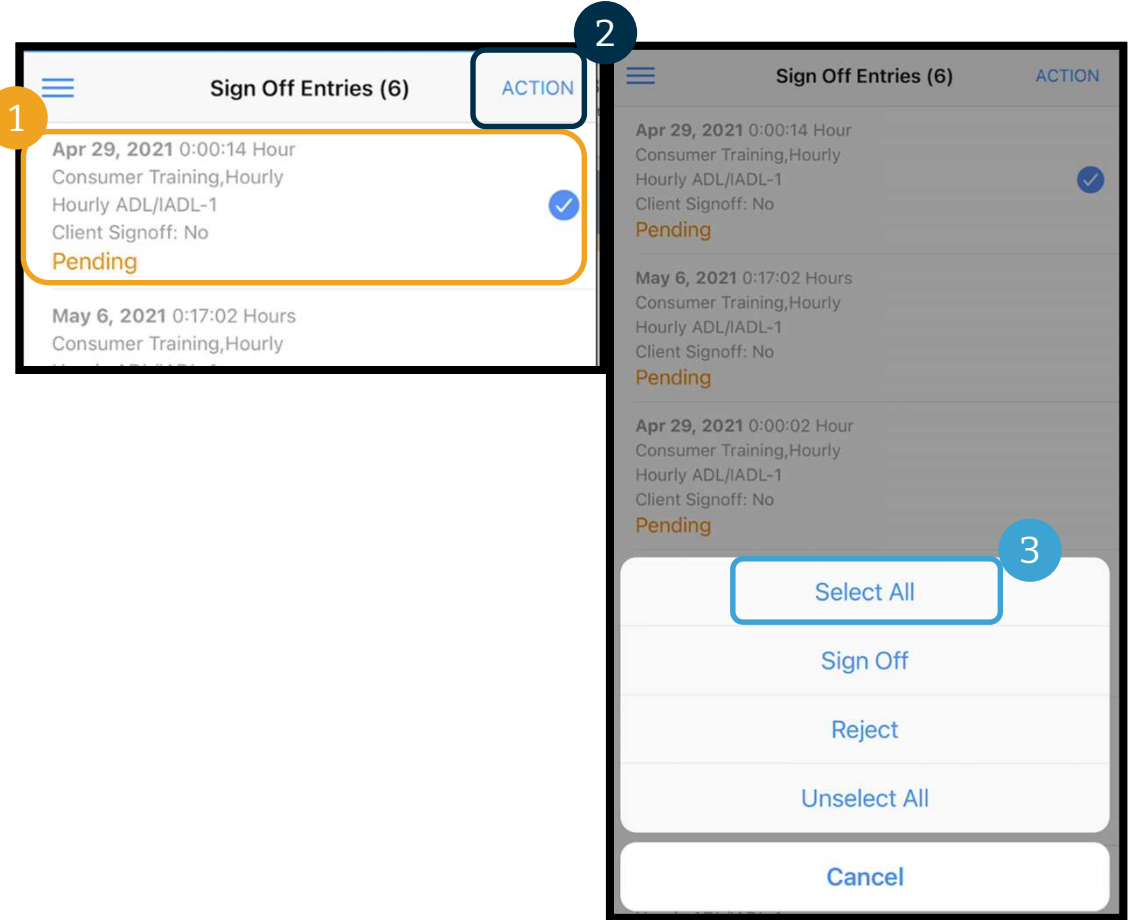 2
Sign Off Entries (6)
ACTION
1
Apr 29, 2021 0:00:14 Hour
Consumer Training,Hourly
Hourly ADL/IADL-1
Client Signoff: No
Pending
May 6, 2021 0:17:02 Hours
Consumer Training,Hourly
Sign Off Entries (6)
ACTION
Apr 29, 2021 0:00:14 Hour
Consumer Training,Hourly
Hourly ADL/IADL-1
Client Signoff: No
Pending
May 6, 2021 0:17:02 Hours
Consumer Training,Hourly
Hourly ADL/IADL-1
Client Signoff: No
Pending
Apr 29, 2021 0:00:02 Hour
Consumer Training,Hourly
Hourly ADL/IADL-1
Client Signoff: No
Pending
3
Select All
Sign Off
Reject
Unselect All
Cancel